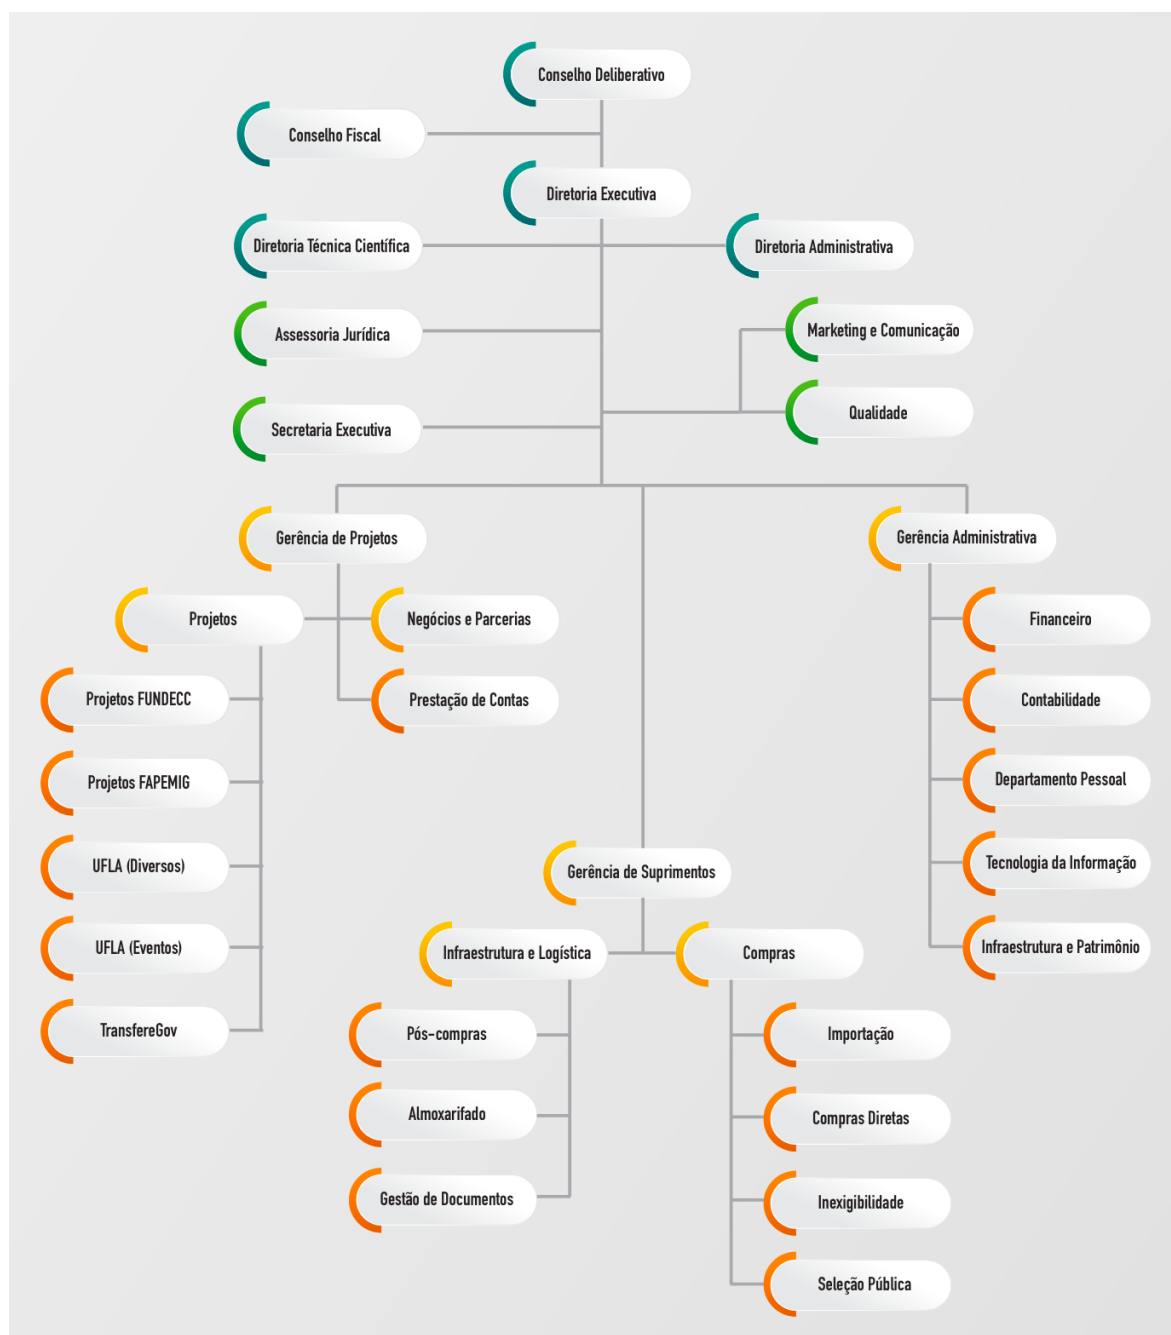 Conselho Deliberativo
Conselho Fiscal
Diretoria Executiva
Diretoria Técnica Científica
Diretoria Administrativa
Assessoria Jurídica
Marketing e Comunicação
Qualidade
Secretaria Executiva
Gerência de Projetos
Gerência Administrativa
Projetos
Negócios e Parcerias
Financeiro
Projetos FUNDECC
Prestação de Contas
Contabilidade
Projetos FAPEMIG
Departamento Pessoal
UFLA (Diversos)
Gerência de Suprimentos
Tecnologia da Informação
UFLA (Eventos)
Infraestrutura e Logística
Compras
Infraestrutura e Patrimônio
TransfereGov
Pós-compras
Importação
Almoxarifado
Compras Diretas
Gestão de Documentos
Inexigibilidade
Seleção Pública